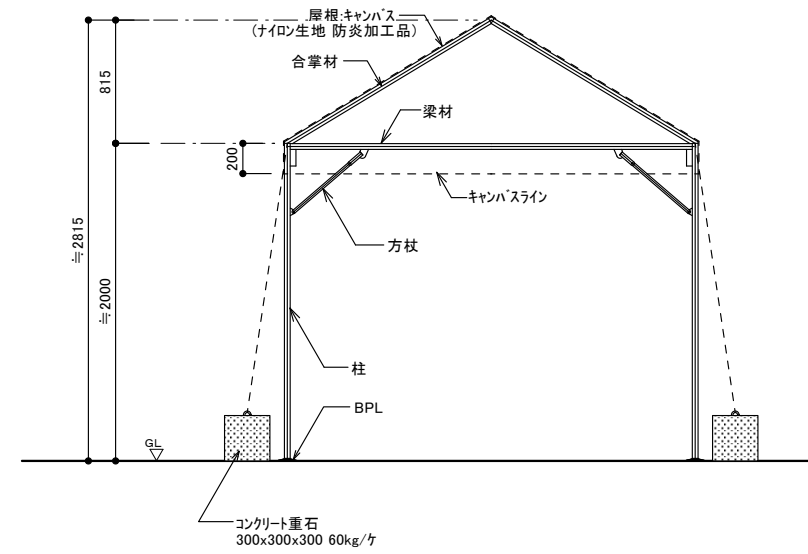 屋根:キャンバス
(ナイロン生地 防炎加工品)
合掌材
梁材
815
200
キャンバスライン
方杖
≒2815
≒2000
柱
BPL
GL
コンクリート重石
300x300x300 60kg/ケ